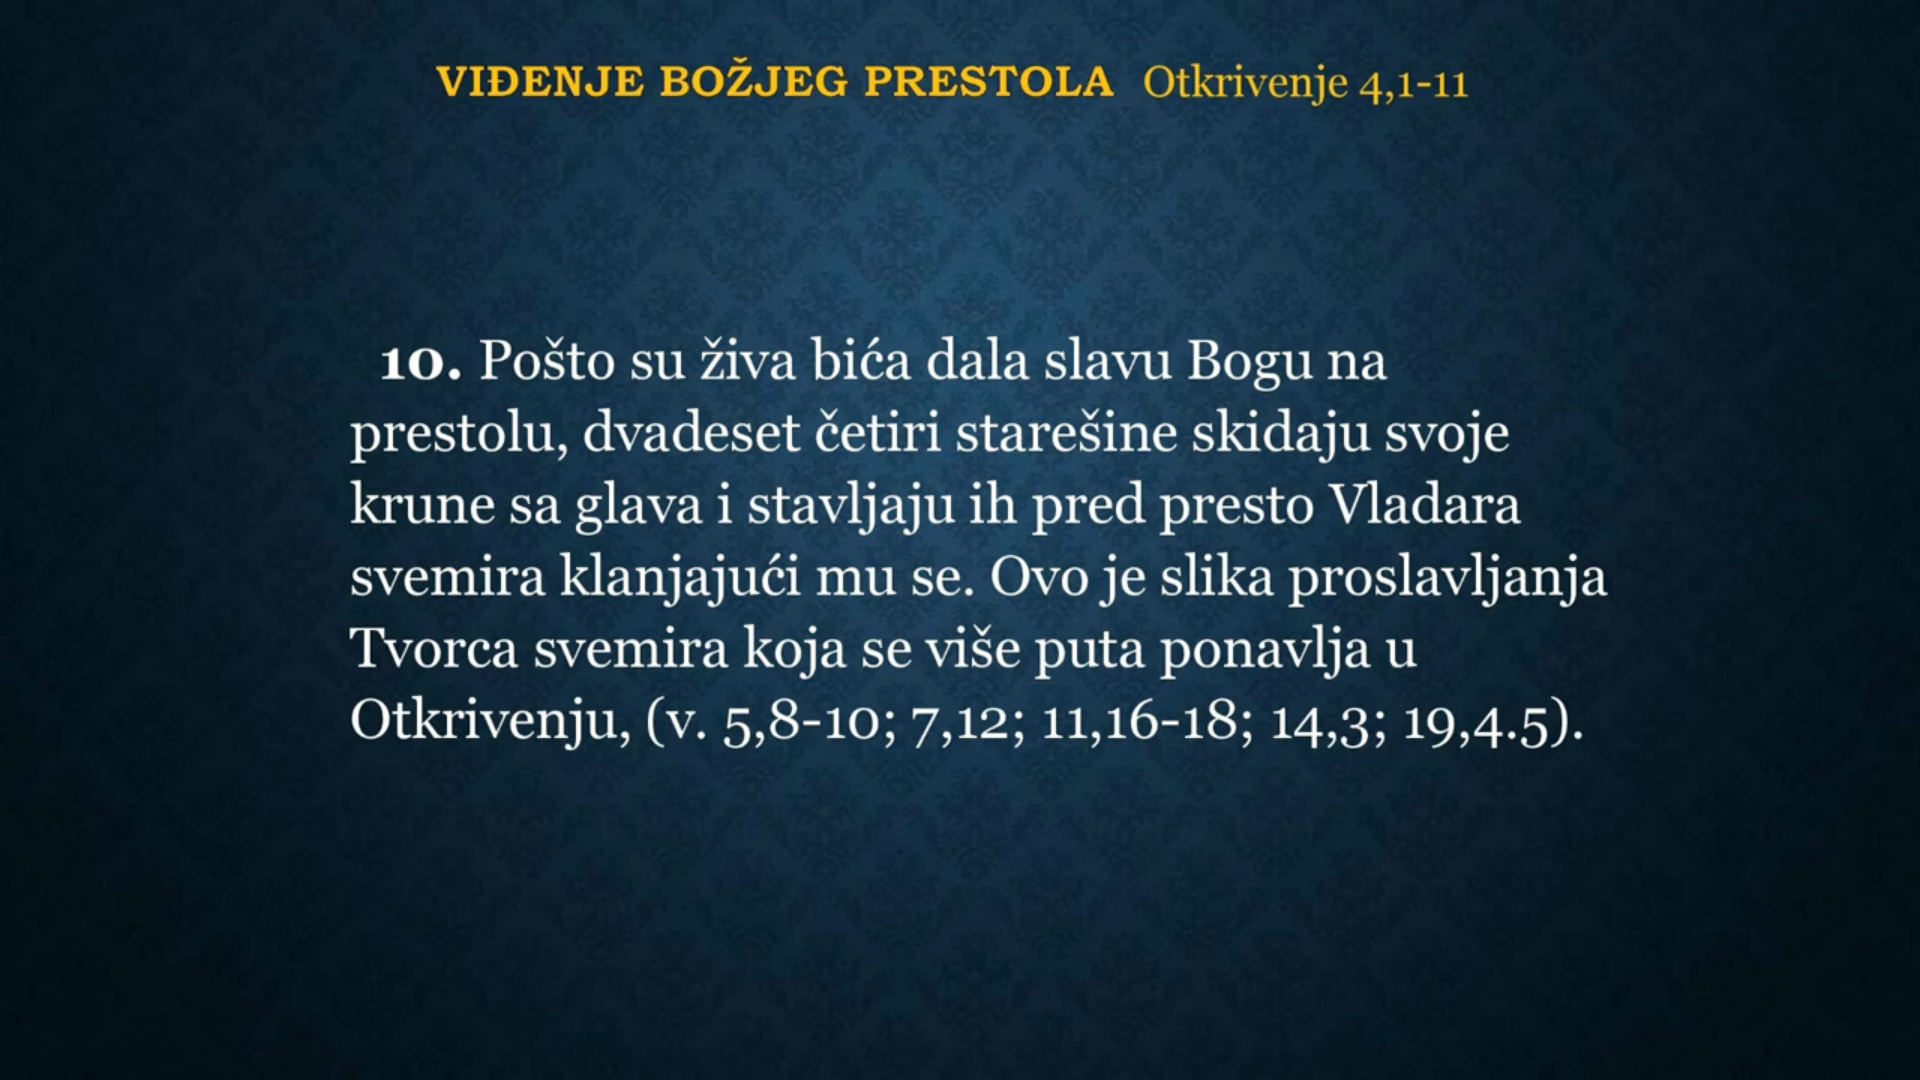 VIĐENJE BOŽJEG PRESTOLA Otkrivenje 4,1-11
10. Pošto su živa bića dala slavu Bogu na
prestolu, dvadeset četiri starešine skidaju svoje
krune sa glava i stavljaju ih pred presto Vladara
svemira klanjajući mu se. Ovo je slika proslavljanja
Tvorca svemira koja se više puta ponavlja u
Otkrivenju, (v. 5,8-10; 7,12; 11,16-18; 14,3; 19,4.5).